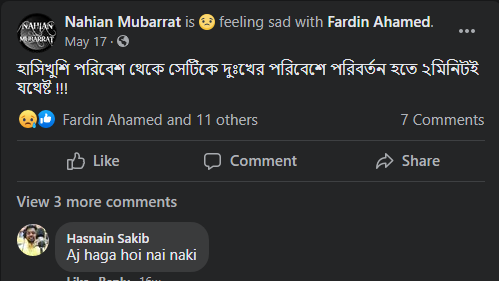 NAHIAN
MUBARRAT
Nahian Mubarrat is 😟 feeling sad with Fardin Ahamed.
May 17 ·
হাসিখুশি পরিবেশ থেকে সেটিকে দুঃখের পরিবেশে পরিবর্তন হতে ২মিনিটই
যথেষ্ট !!!
Fardin Ahamed and 11 others 7 Comments
Like Comment Share
View 3 more comments
Hasnain Sakib
Aj haga hoi nai naki
Like · Reply · 16w